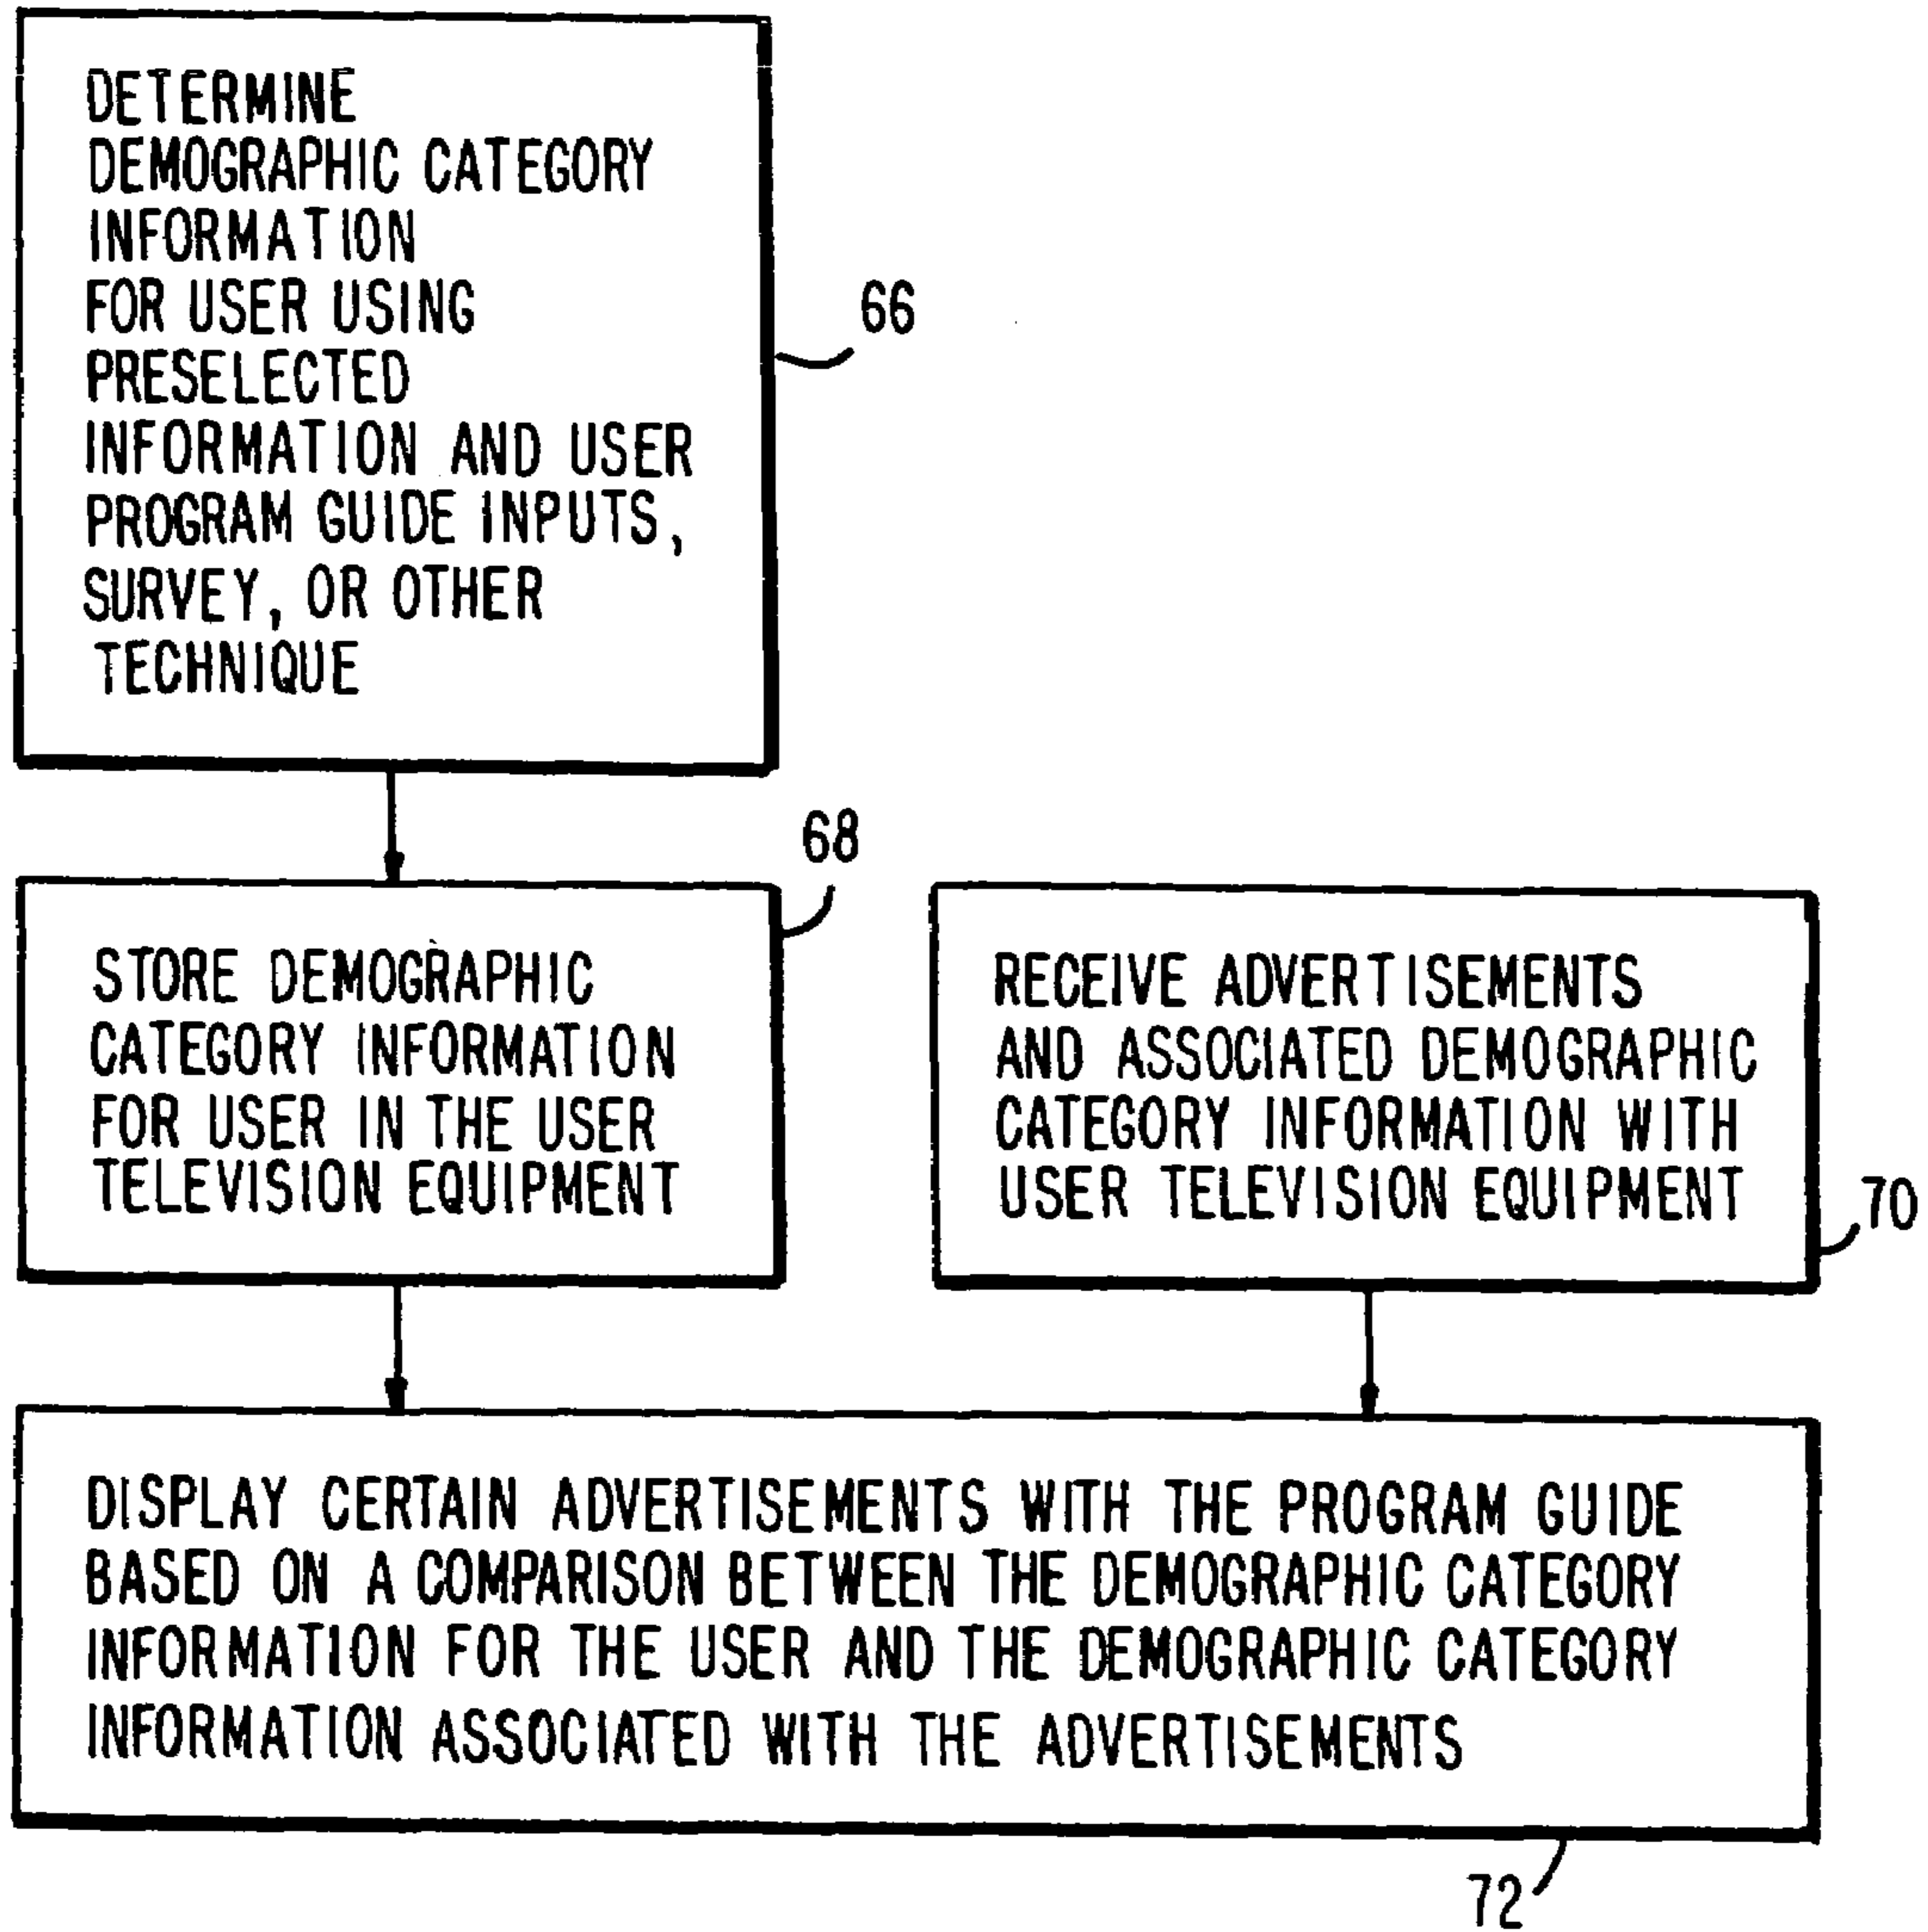 DETERMINE
DEMOGRAPHIC CATEGORY
INFORMATION
FOR USER USING
PRESELECTED
INFORMATION AND USER
PROGRAM GUIDE INPUTS,
SURVEY, OR OTHER
TECHNIQUE
66
68
STORE DEMOGRAPHIC
CATEGORY INFORMATION
FOR USER IN THE USER
TELEVISION EQUIPMENT
RECEIVE ADVERTISEMENTS
AND ASSOCIATED DEMOGRAPHIC
CATEGORY INFORMATION WITH
USER TELEVISION EQUIPMENT
70
DISPLAY CERTAIN ADVERTISEMENTS WITH THE PROGRAM GUIDE
BASED ON A COMPARISON BETWEEN THE DEMOGRAPHIC CATEGORY
INFORMATION FOR THE USER AND THE DEMOGRAPHIC CATEGORY
INFORMATION ASSOCIATED WITH THE ADVERTISEMENTS
72